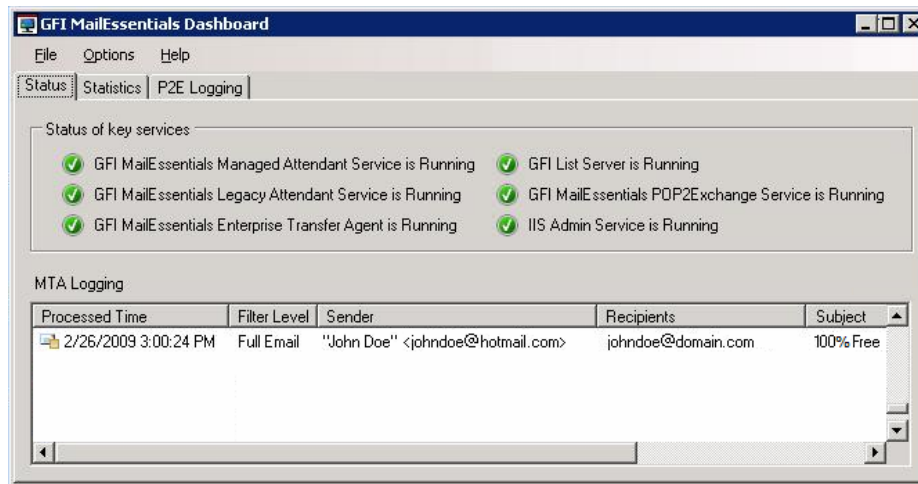 GFI MailEssentials Dashboard
File Options Help
Status Statistics P2E Logging
Status of key services
GFI MailEssentials Managed Attendant Service is Running GFI List Server is Running
GFI MailEssentials Legacy Attendant Service is Running GFI MailEssentials POP2Exchange Service is Running
GFI MailEssentials Enterprise Transfer Agent is Running IIS Admin Service is Running
MTA Logging
Processed Time Filter Level Sender Recipients Subject
2/26/2009 3:00:24 PM Full Email "John Doe" <johndoe@hotmail.com> johndoe@domain.com 100% Free